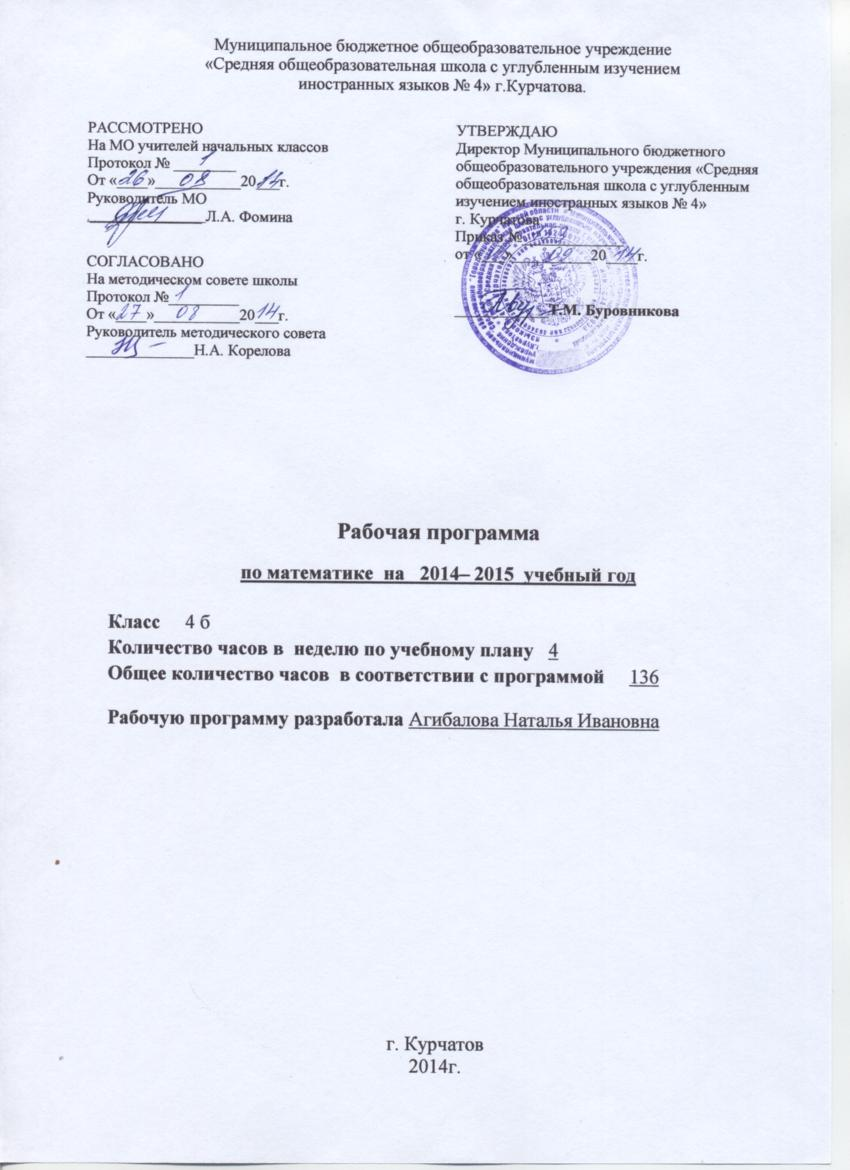 Муниципальное бюджетное общеобразовательное учреждение
«Средняя общеобразовательная школа с углубленным изучением
иностранных языков № 4» г.Курчатова.
РАССМОТРЕНО
На МО учителей начальных классов
Протокол № 1
От «26» 08 2014г.
Руководитель МО
Л.А. Фомина
СОГЛАСОВАНО
На методическом совете школы
Протокол № 1
От «27» 08 2014г.
Руководитель методического совета
Н.А. Корелова
УТВЕРЖДАЮ
Директор Муниципального бюджетного
общеобразовательного учреждения «Средняя
общеобразовательная школа с углубленным
изучением иностранных языков № 4»
г. Курчатова
Приказ №
от « » 09 2014г.
Т.М. Буровникова
Рабочая программа
по математике на 2014– 2015 учебный год
Класс 4 б
Количество часов в неделю по учебному плану 4
Общее количество часов в соответствии с программой 136
Рабочую программу разработала Агибалова Наталья Ивановна
г. Курчатов
2014г.